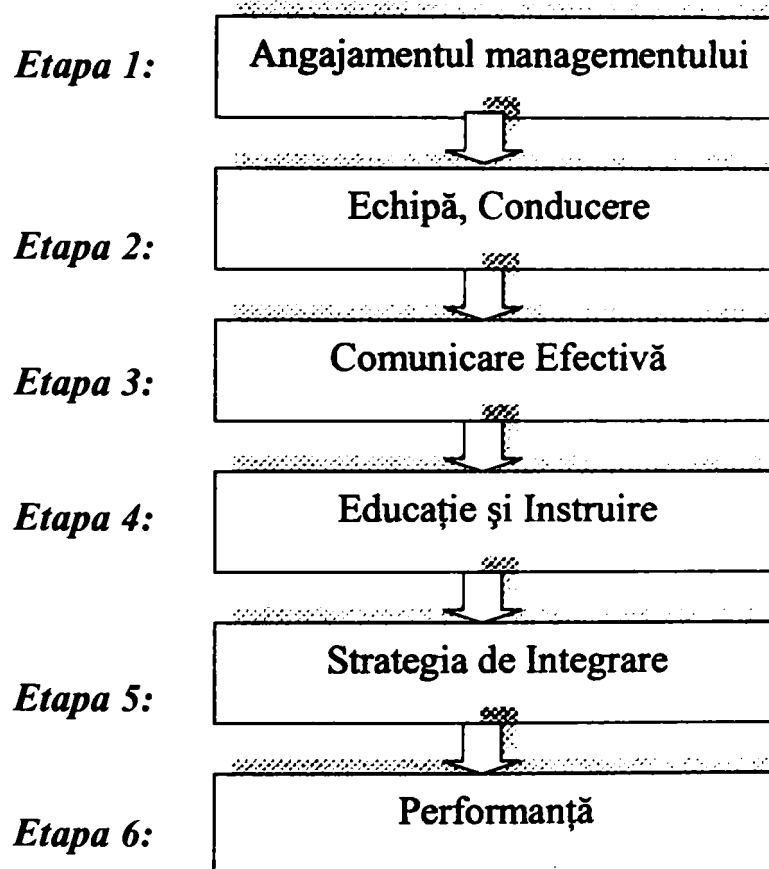 Etapa 1: Angajamentul managementului
Etapa 2: Echipă, Conducere
Etapa 3: Comunicare Efectivă
Etapa 4: Educaţie şi Instruire
Etapa 5: Strategia de Integrare
Etapa 6: Performanţă